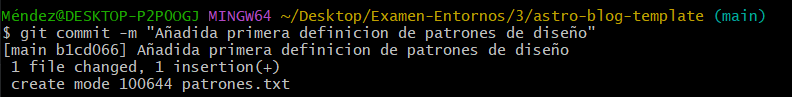 Méndez@DESKTOP-P2P0OGJ MINGW64 ~/Desktop/Examen-Entornos/3/astro-blog-template (main)
$ git commit -m "Añadida primera definicion de patrones de diseño"
[main b1cd066] Añadida primera definicion de patrones de diseño
 1 file changed, 1 insertion(+)
 create mode 100644 patrones.txt